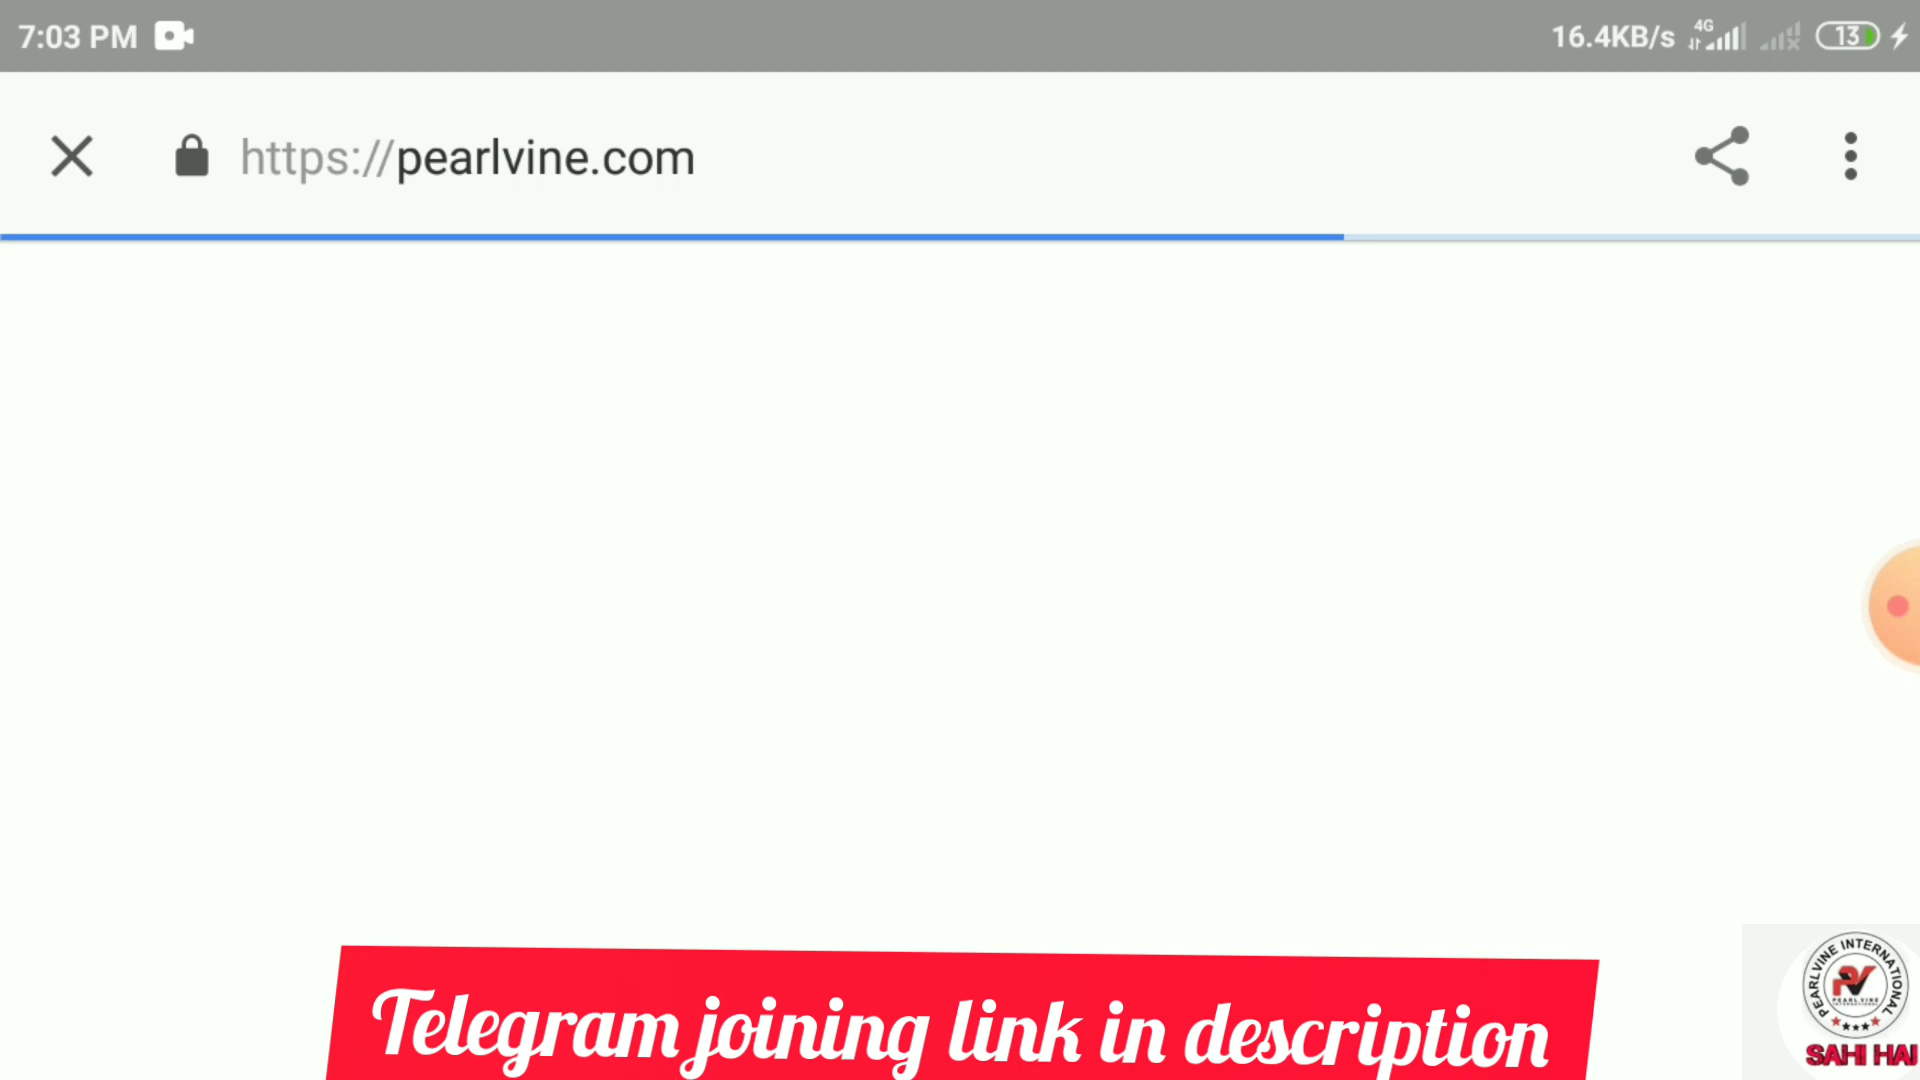 7:03 PM
16.4KB/s 4G 13
https://pearlvine.com
Telegram joining link in description
PEARLVINE INTERNATIONAL
PEARLVINE
SAHI HAI